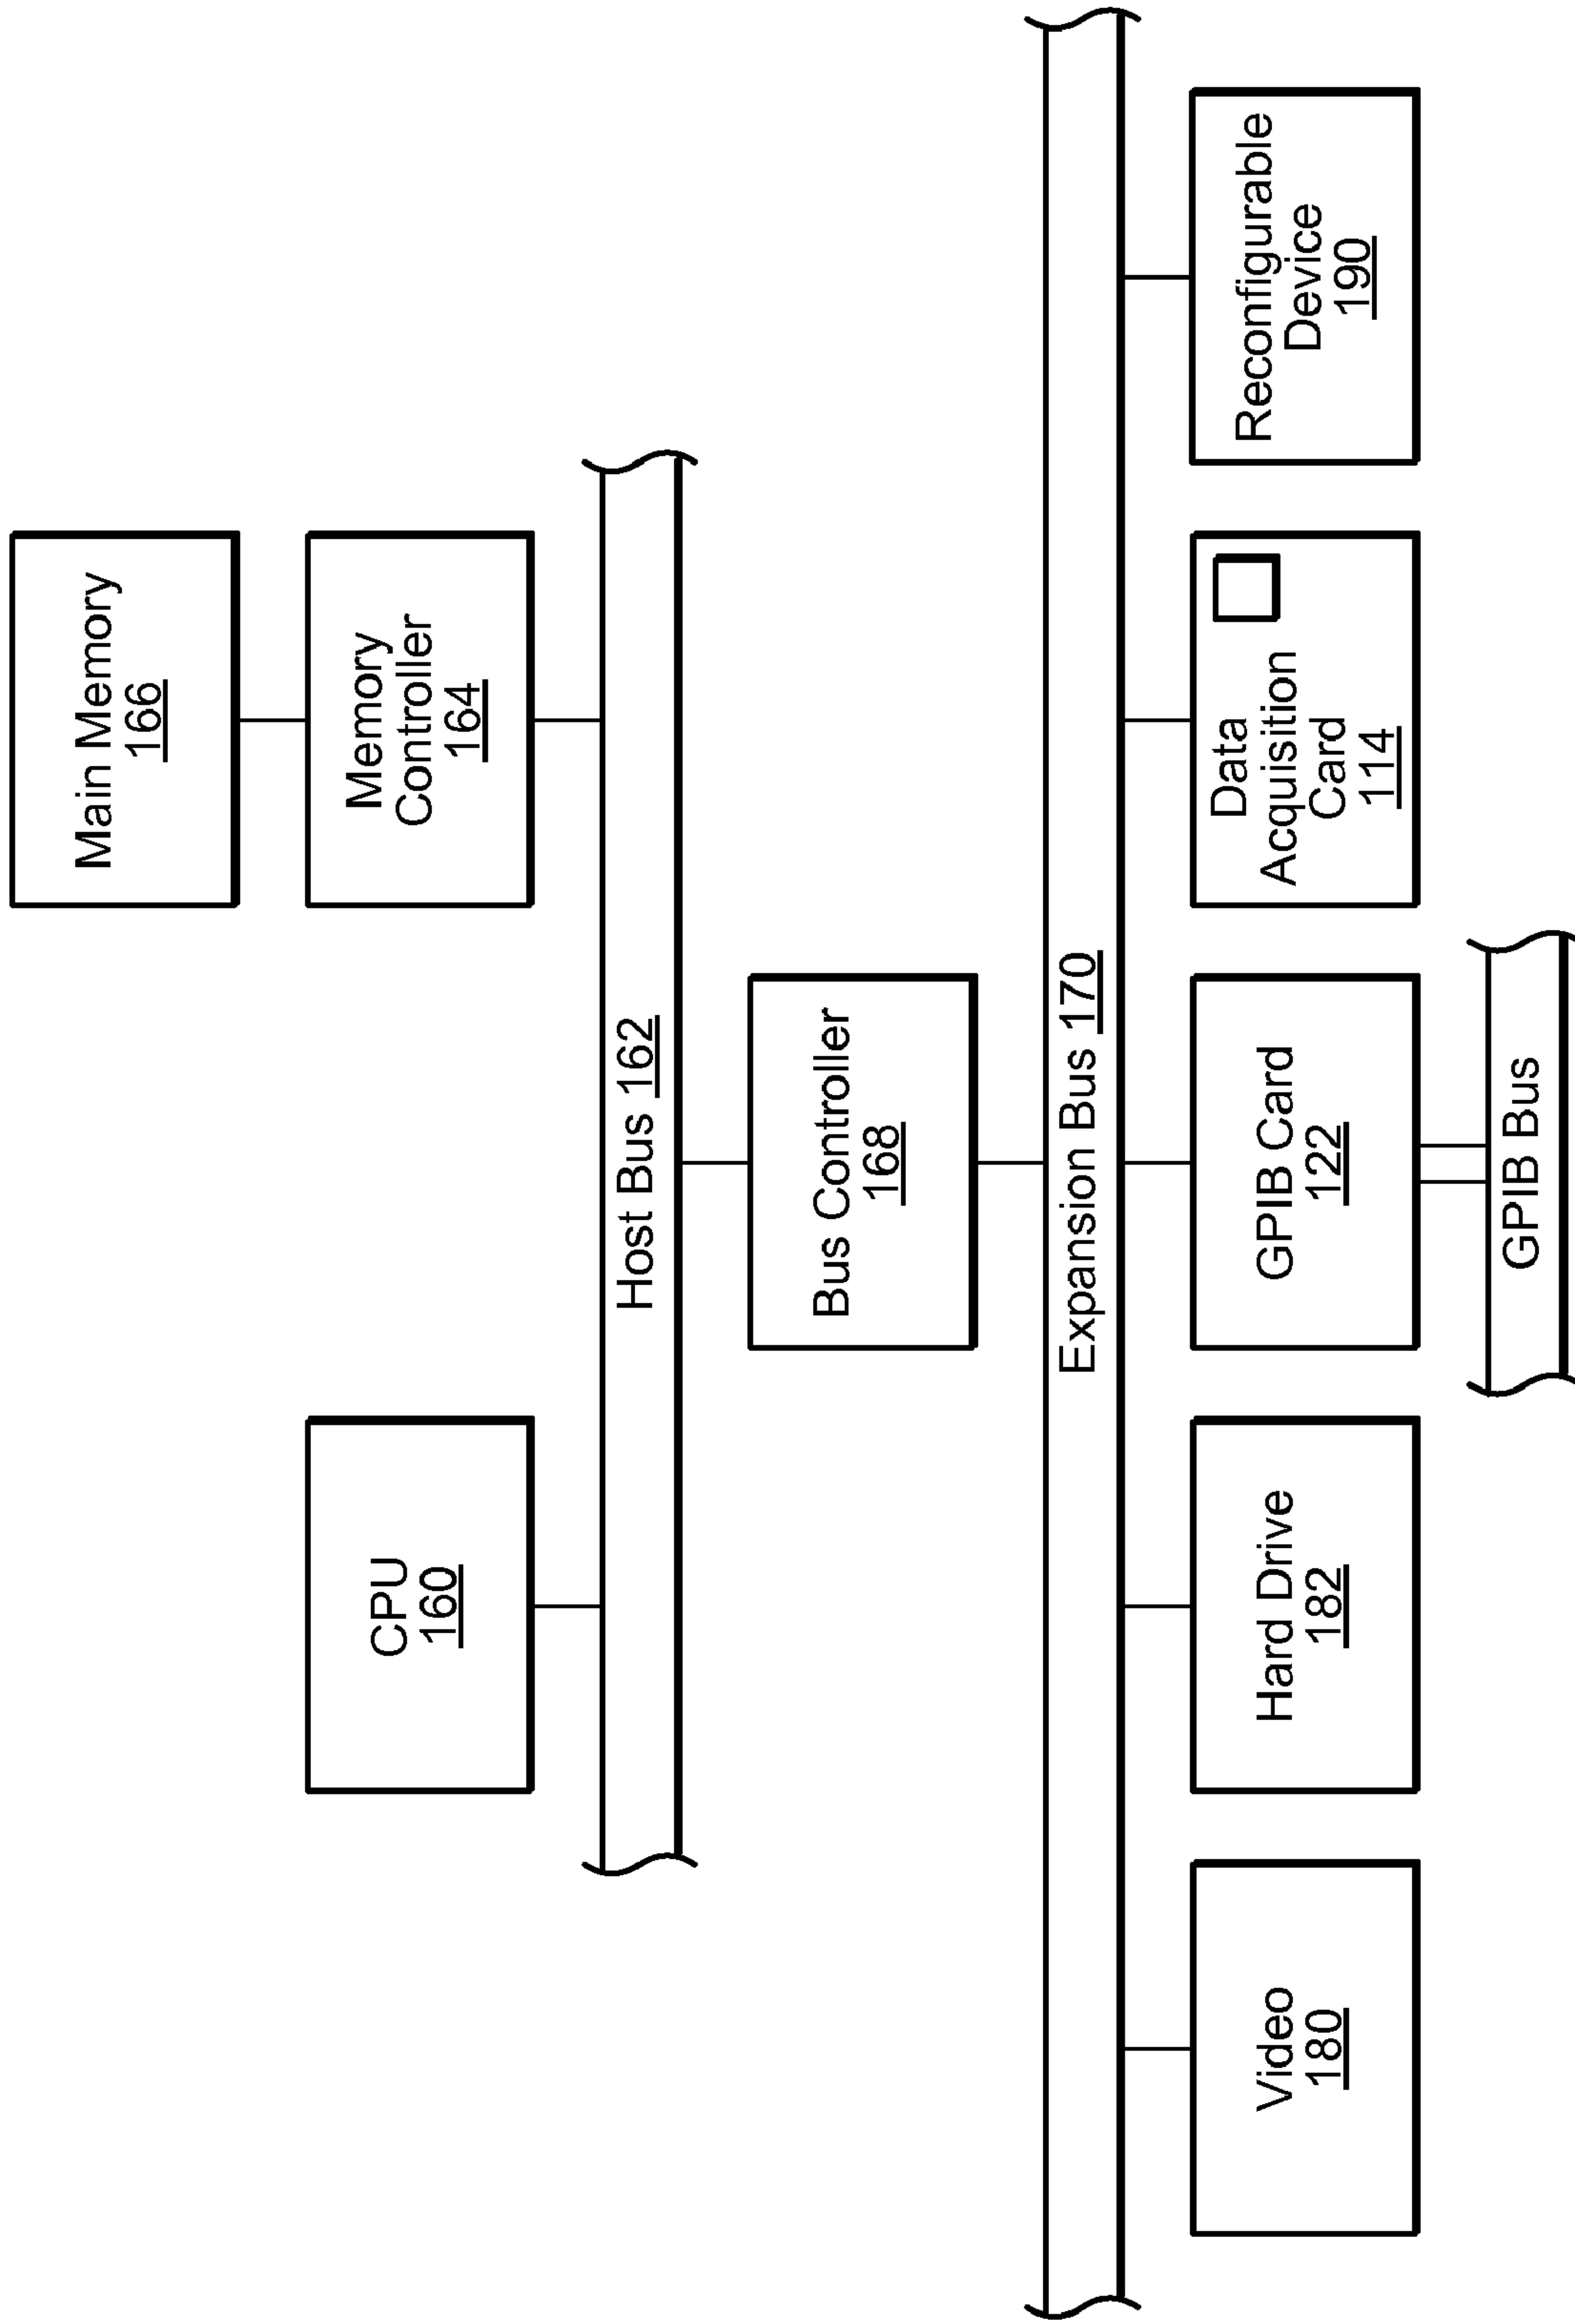 Main Memory
166
CPU
160
Memory
Controller
164
Host Bus 162
Bus Controller
168
Expansion Bus 170
Video
180
Hard Drive
182
GPIB Card
122
Data
Acquisition
Card
114
Reconfigurable
Device
190
GPIB Bus